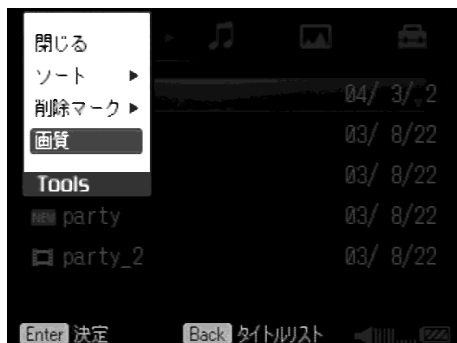 閉じる
ソート
削除マーク
画質
Tools
04/ 3/ 2
03/ 8/22
03/ 8/22
NEW party 03/ 8/22
party_2 03/ 8/22
Enter 決定 Back タイトルリスト